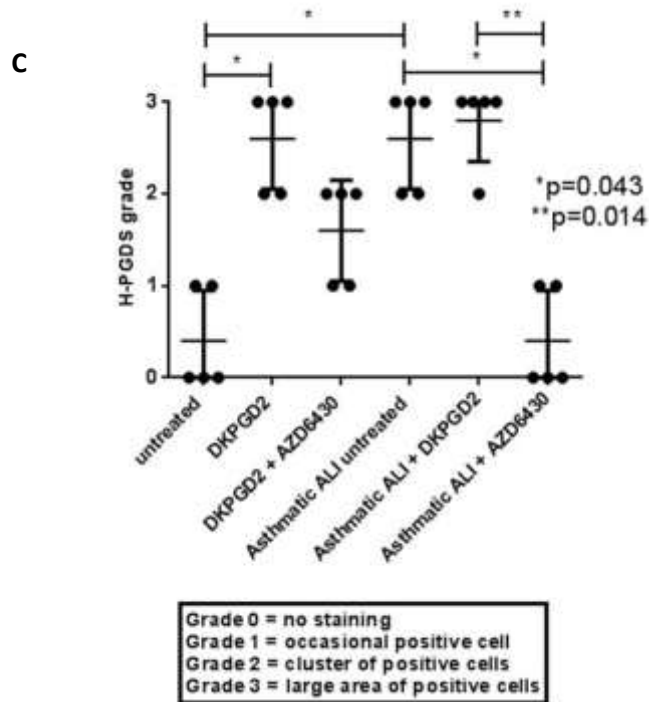 C
*
**
*
*
3
2
1
0
H-PGDS grade
*p=0.043
**p=0.014
untreated
DKPGD2
DKPGD2 + AZD6430
Asthmatic ALI untreated
Asthmatic ALI + DKPGD2
Asthmatic ALI + AZD6430
Grade 0 = no staining
Grade 1 = occasional positive cell
Grade 2 = cluster of positive cells
Grade 3 = large area of positive cells